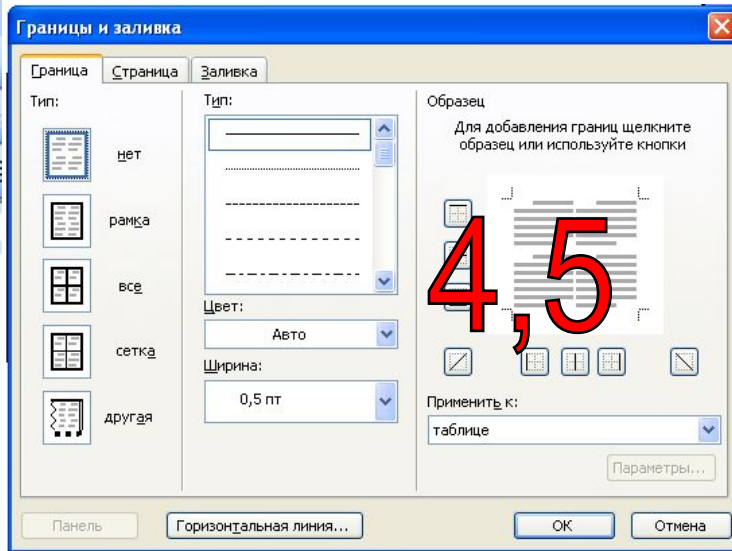 Границы и заливка
Граница Страница Заливка
Тип:
нет
рамка
все
сетка
другая
Тип:
Цвет:
Авто
Ширина:
0,5 пт
Образец
Для добавления границ щелкните
образец или используйте кнопки
4,5
Применить к:
таблице
Параметры...
Панель
Горизонтальная линия...
ОК
Отмена